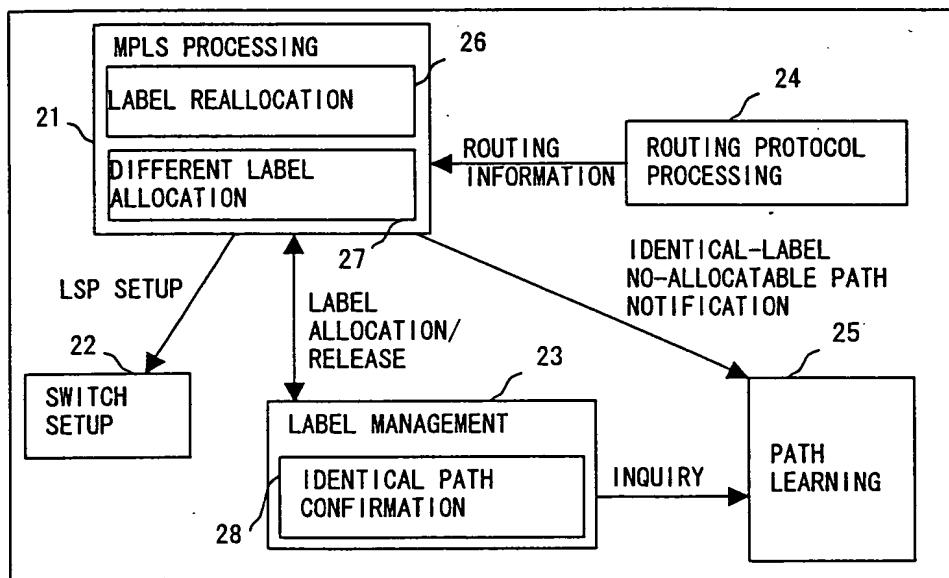 MPLS PROCESSING
26
LABEL REALLOCATION
21
24
DIFFERENT LABEL
ALLOCATION
ROUTING
INFORMATION
ROUTING PROTOCOL
PROCESSING
27
LSP SETUP
LABEL
ALLOCATION/
RELEASE
IDENTICAL-LABEL
NO-ALLOCATABLE PATH
NOTIFICATION
22
SWITCH
SETUP
23
25
LABEL MANAGEMENT
IDENTICAL PATH
CONFIRMATION
28
INQUIRY
PATH
LEARNING